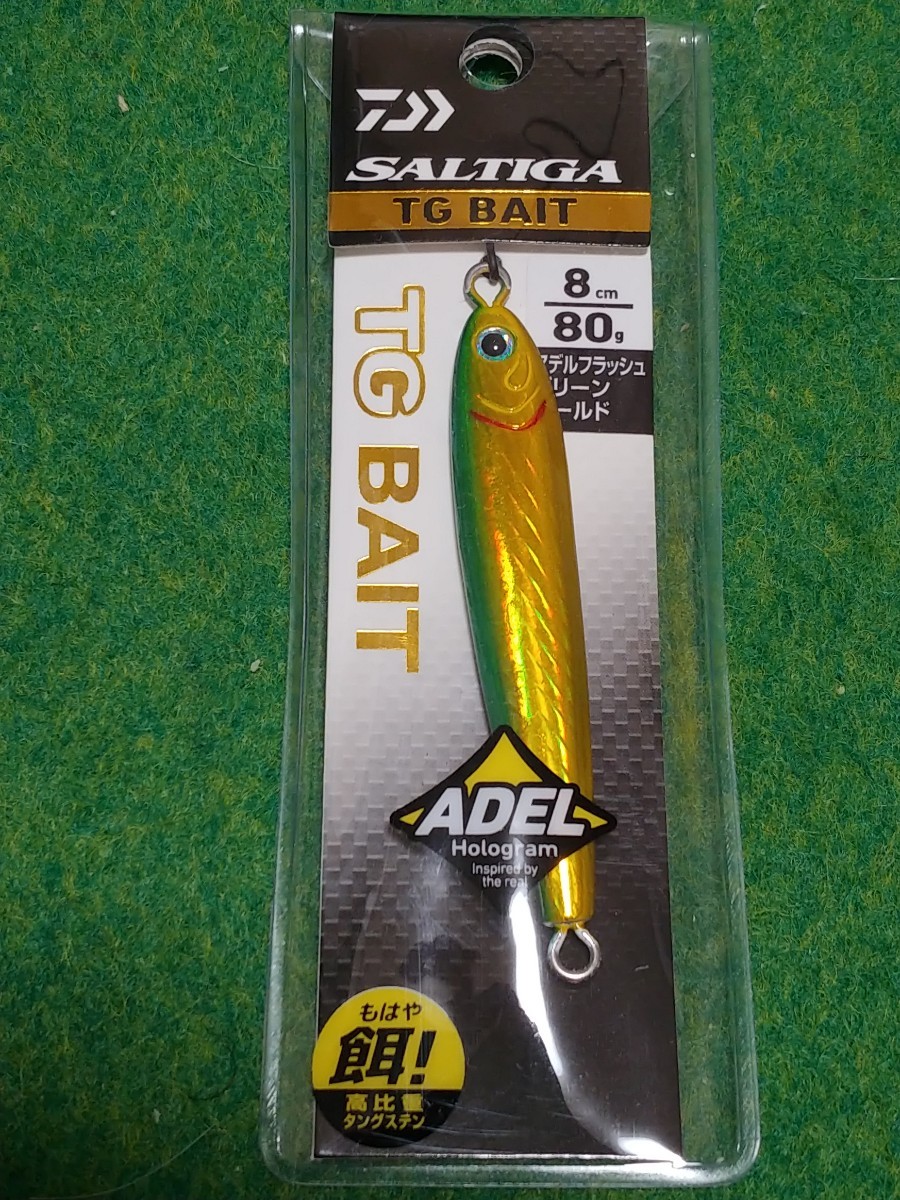 SALTIGA
TG BAIT
8cm
80g
デルフラッシュ
リーン
ールド
TG BAIT
ADEL
Hologram
Inspired by
the real
もはや
餌!
高比重
タングステン